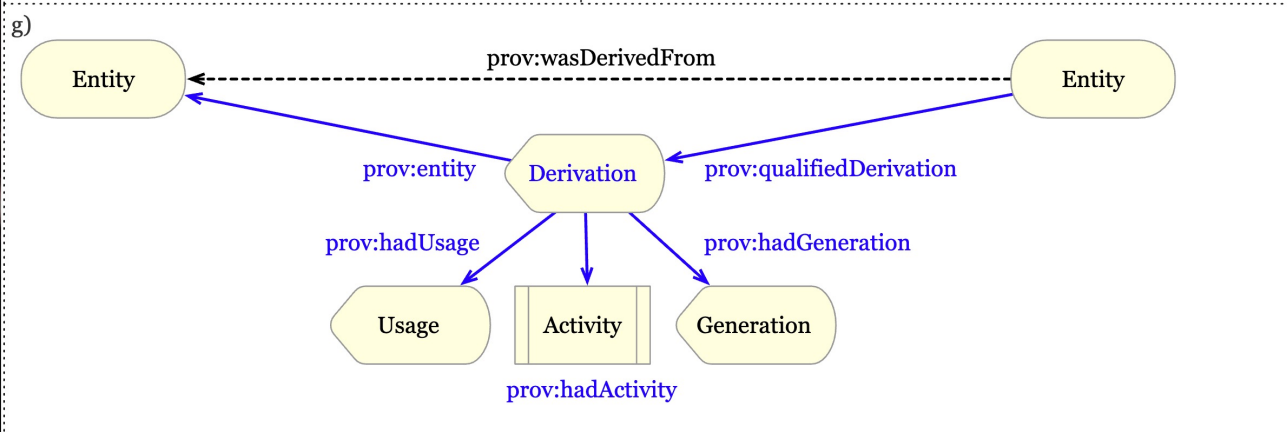 g)
prov:wasDerivedFrom
Entity
Entity
prov:entity
Derivation
prov:qualifiedDerivation
prov:hadUsage
prov:hadGeneration
Usage
Activity
Generation
prov:hadActivity